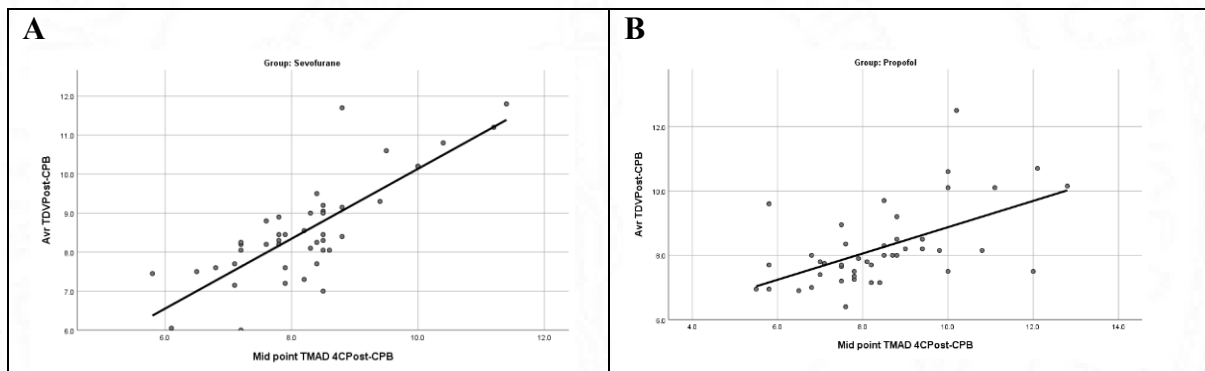 A
Group: Sevofurane
12.0
11.0
10.0
9.0
8.0
7.0
6.0
Avr TDVPost-CPB
6.0 8.0 10.0 12.0
Mid point TMAD 4CPost-CPB
B
Group: Propofol
12.0
10.0
8.0
6.0
Avr TDVPost-CPB
4.0 6.0 8.0 10.0 12.0 14.0
Mid point TMAD 4CPost-CPB